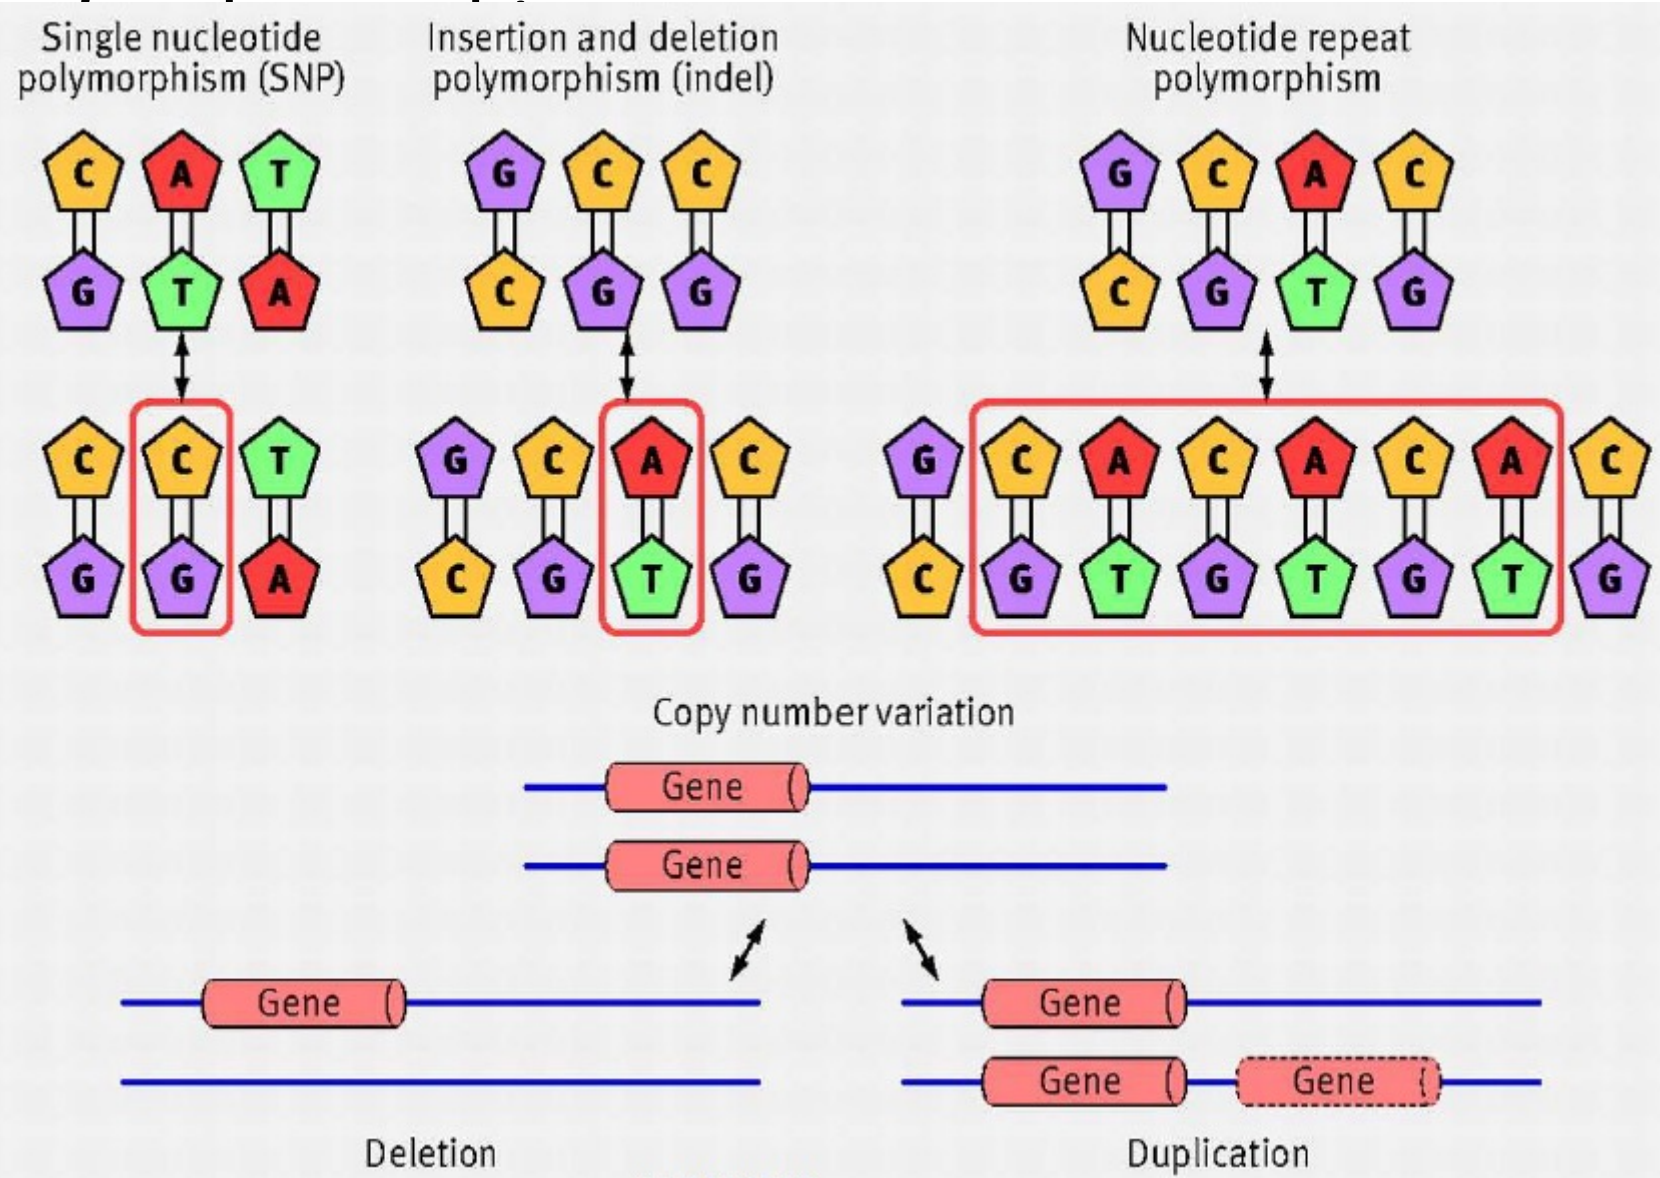 Single nucleotide
polymorphism (SNP)
Insertion and deletion
polymorphism (indel)
Nucleotide repeat
polymorphism
C A T
G T A
G C C
C G G
G C A C
C G T G
C C T
G G A
G C A C
C G T G
G C A C A C A C
C G T G T G T G
Copy number variation
Gene
Gene
Gene
Gene
Gene Gene
Deletion
Duplication